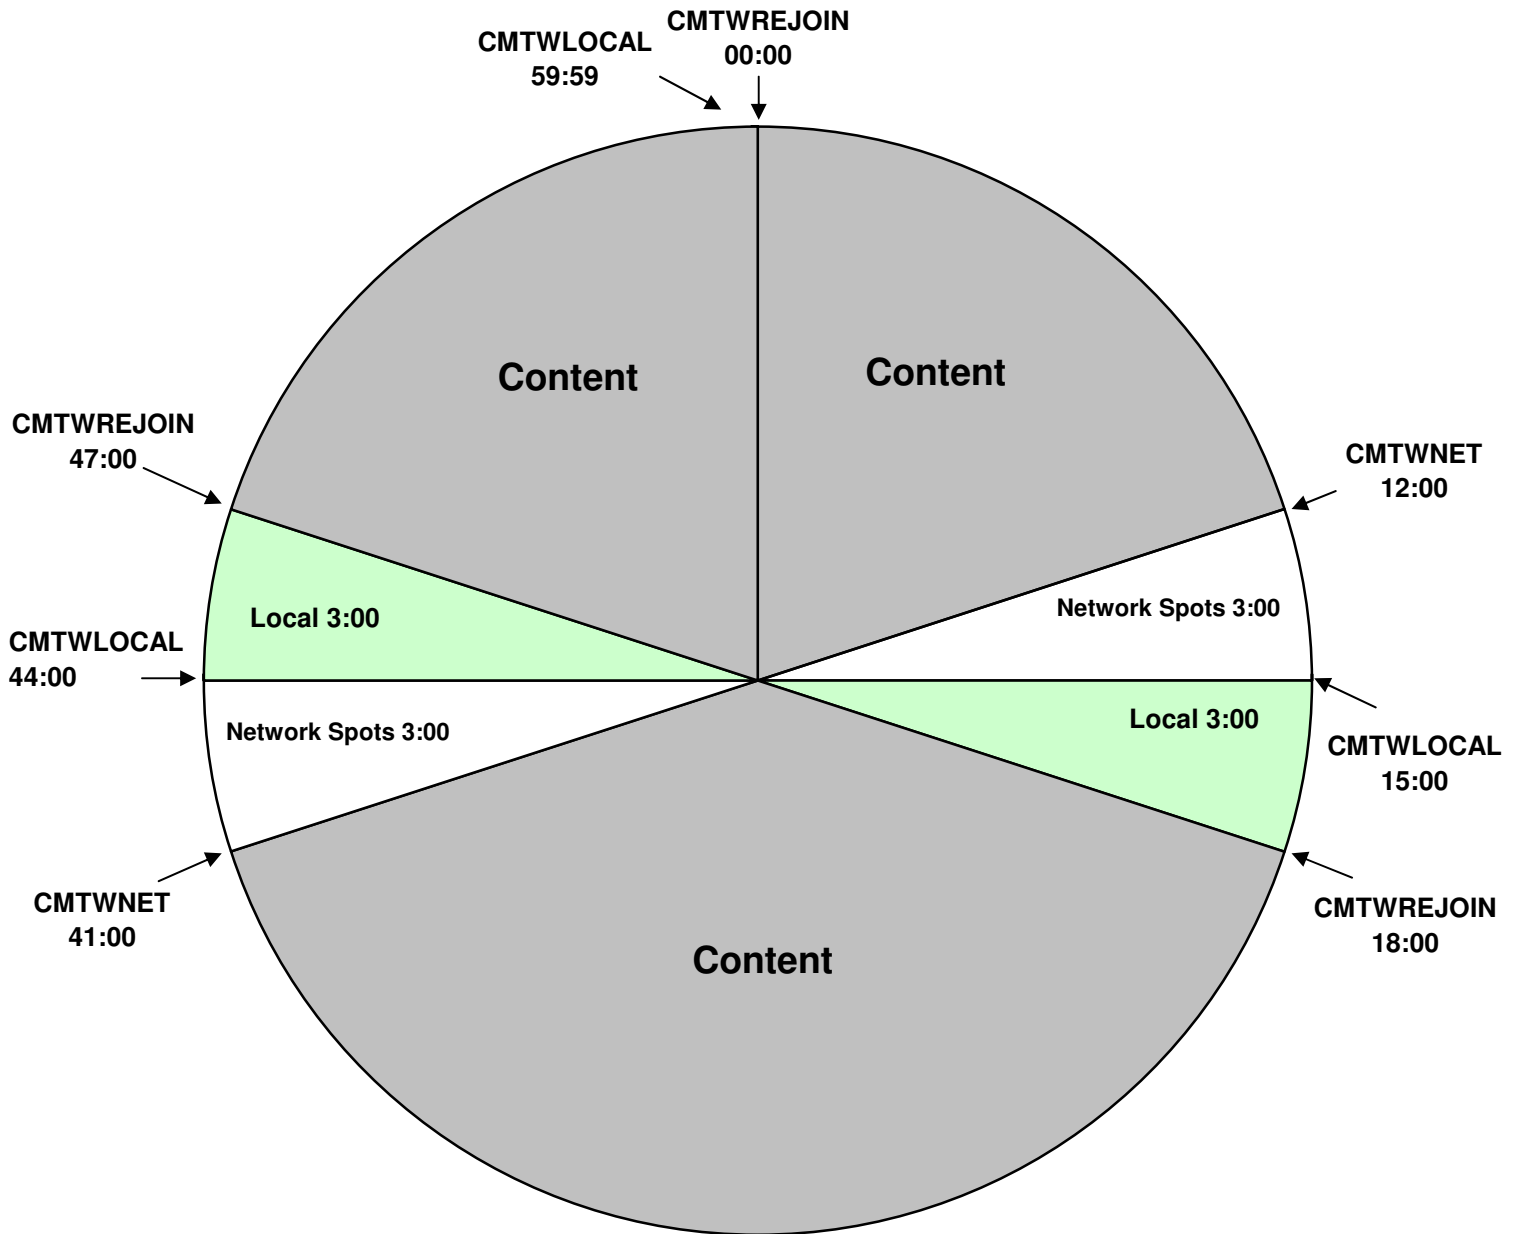 CMTWREJOIN
00:00
CMTWLOCAL
59:59
Content
Content
CMTWREJOIN
47:00
CMTWNET
12:00
Local 3:00
Network Spots 3:00
CMTWLOCAL
44:00
Network Spots 3:00
Local 3:00
CMTWLOCAL
15:00
CMTWNET
41:00
CMTWREJOIN
18:00
Content